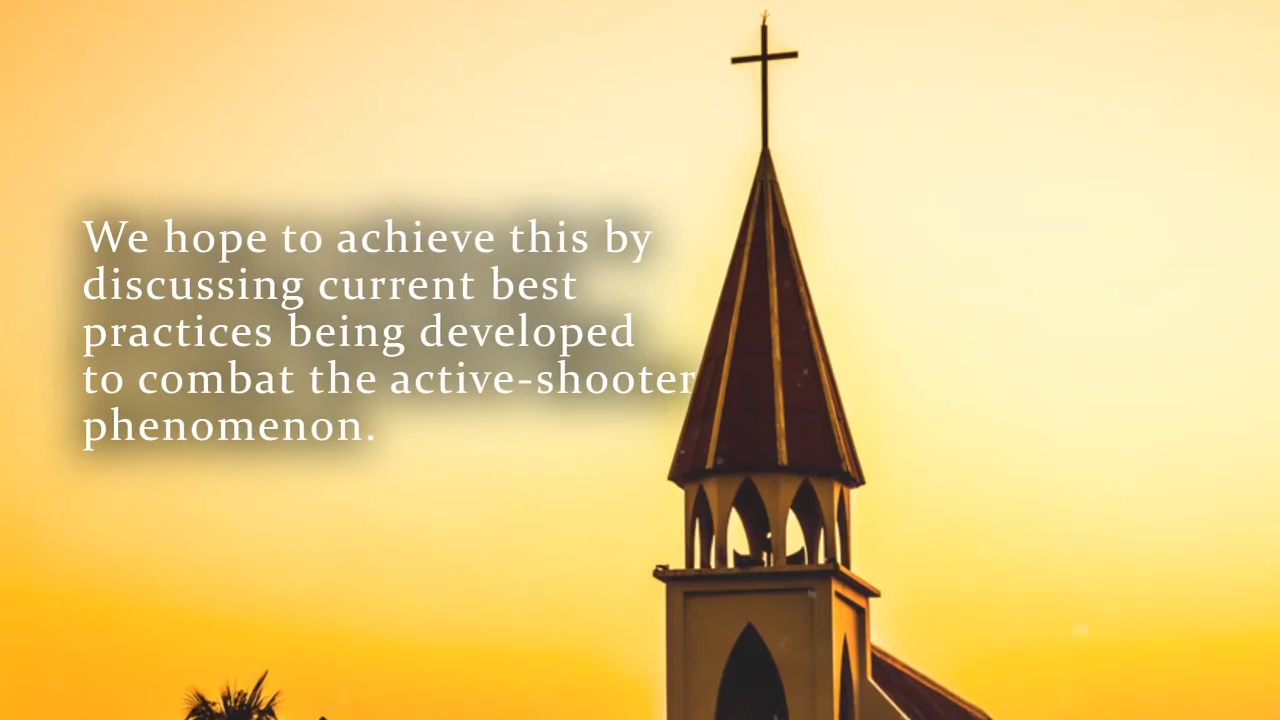 We hope to achieve this by
discussing current best
practices being developed
to combat the active-shooter
phenomenon.